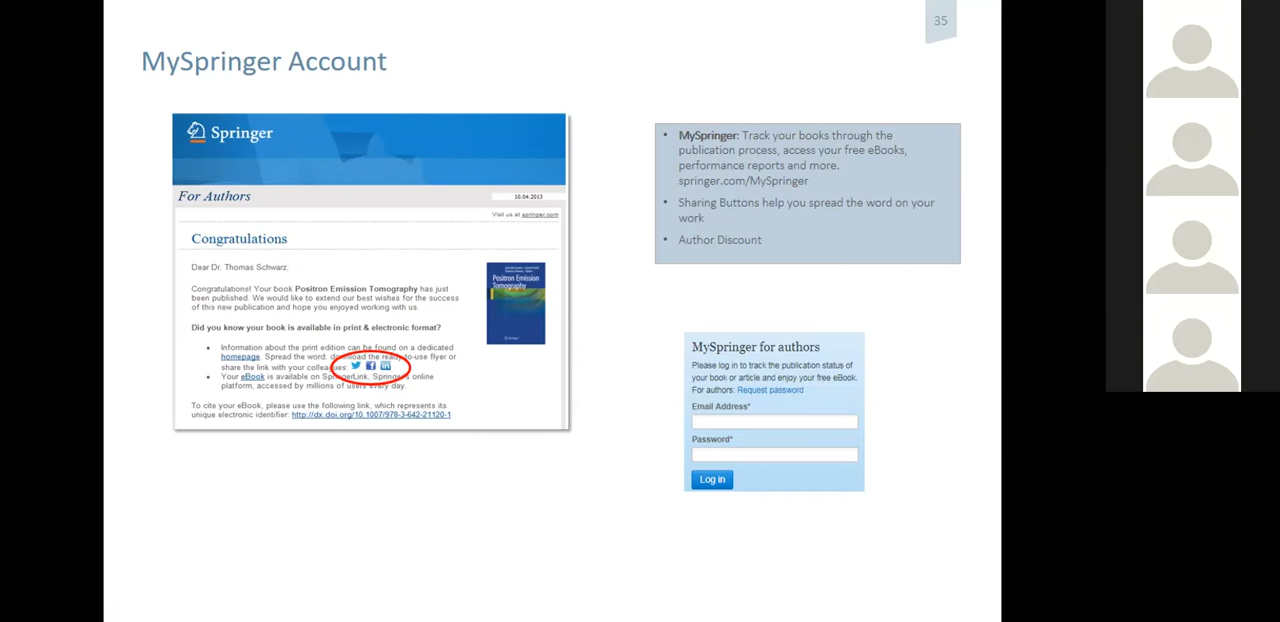 35
MySpringer Account
Springer
For Authors
10.04.2013
Visit us at springer.com
Congratulations
Dear Dr. Thomas Schwarz,
Congratulations! Your book Positron Emission Tomography has just
been published. We would like to extend our best wishes for the success
of this new publication and hope you enjoyed working with us.
Did you know your book is available in print & electronic format?
• Information about the print edition can be found on a dedicated
homepage. Spread the word: download the ready-to-use flyer or
share the link with your colleagues:
• Your eBook is available on SpringerLink, Springer's online
platform, accessed by millions of users every day.
To cite your eBook, please use the following link, which represents its
unique electronic identifier: http://dx.doi.org/10.1007/978-3-642-21120-1
Positron Emission
Tomography
Springer
• MySpringer: Track your books through the
publication process, access your free eBooks,
performance reports and more.
springer.com/MySpringer
• Sharing Buttons help you spread the word on your
work
• Author Discount
MySpringer for authors
Please log in to track the publication status of
your book or article and enjoy your free eBook.
For authors: Request password
Email Address*
Password*
Log in